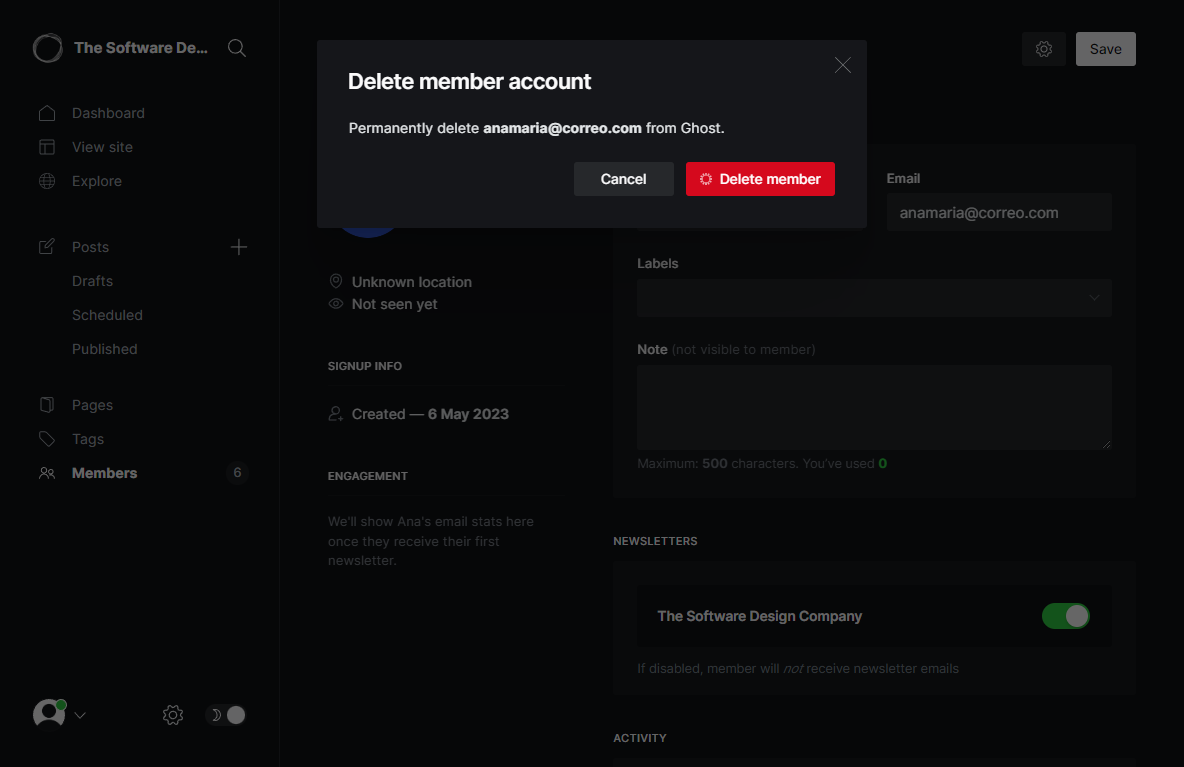 The Software De...
Dashboard
View site
Explore
Posts
Drafts
Scheduled
Published
Pages
Tags
Members
6
Save
Delete member account
Permanently delete anamaria@correo.com from Ghost.
Cancel
Delete member
Unknown location
Not seen yet
SIGNUP INFO
Created — 6 May 2023
ENGAGEMENT
We'll show Ana's email stats here
once they receive their first
newsletter.
Email
anamaria@correo.com
Labels
Note (not visible to member)
Maximum: 500 characters. You've used 0
NEWSLETTERS
The Software Design Company
If disabled, member will not receive newsletter emails
ACTIVITY